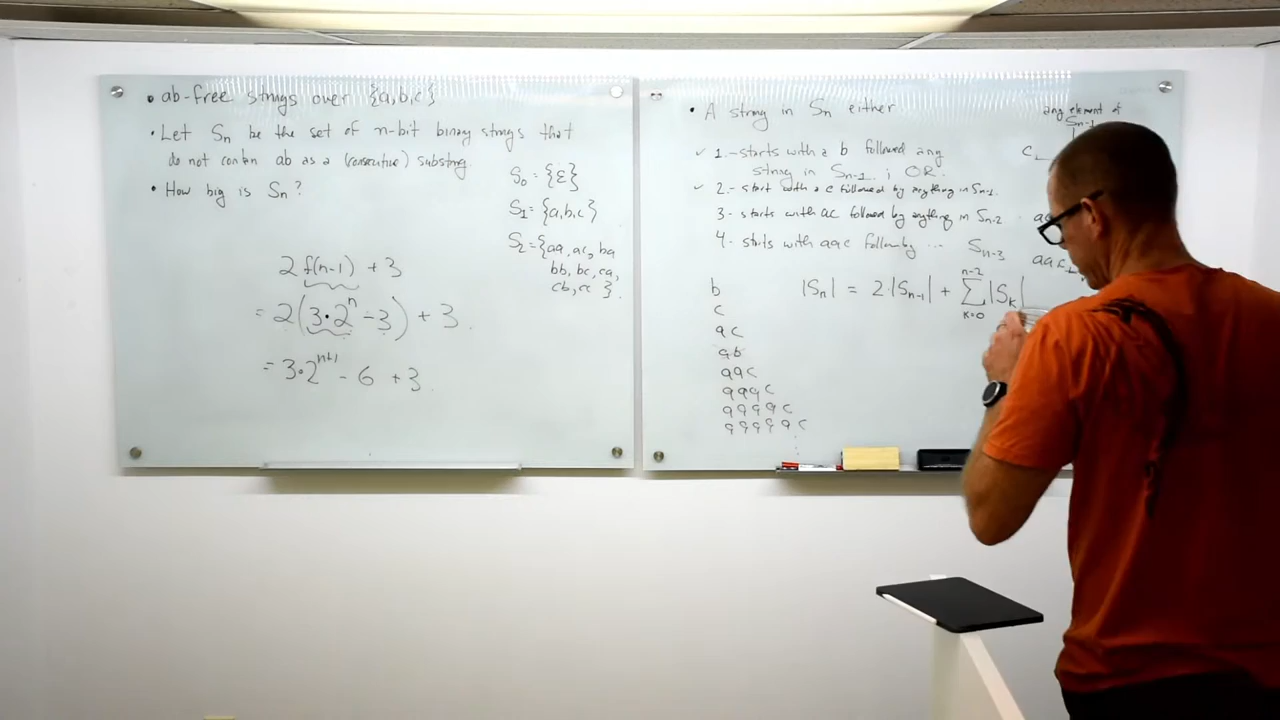 • ab-free strings over {a,b,c}
• Let Sn be the set of n-bit binary strings that
do not contain ab as a (consecutive) substring
• How big is Sn?
S0 = {ε}
S1 = {a,b,c}
S2 = {aa, ac, ba
bb, bc, ca,
cb, cc }.
2 f(n-1) + 3
= 2(3•2^n - 3) + 3
= 3•2^{n+1} - 6 + 3
• A string in Sn either
✓ 1.- starts with a b followed any
string in Sn-1 ; OR
✓ 2.- start with a c followed by anything in Sn-1.
3- starts with ac followed by anything in Sn-2
4- starts with aac following ... Sn-3
any element of
Sn-1
c
aac
b
c
ac
ab
aac
aaac
aaaac
aaaaac
|Sn| = 2|Sn-1| + ∑_{k=0}^{n-2} |Sk|